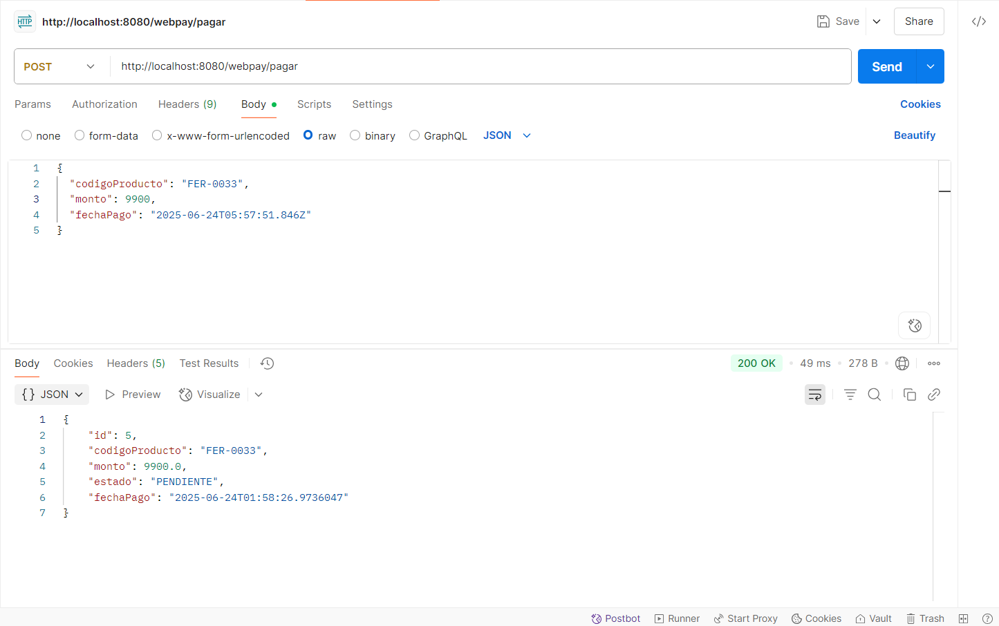 HTTP http://localhost:8080/webpay/pagar Save Share
POST http://localhost:8080/webpay/pagar Send
Params Authorization Headers (9) Body Scripts Settings Cookies
none form-data x-www-form-urlencoded raw binary GraphQL JSON Beautify
1 {
2 "codigoProducto": "FER-0033",
3 "monto": 9900,
4 "fechaPago": "2025-06-24T05:57:51.846Z"
5 }
Body Cookies Headers (5) Test Results 200 OK • 49 ms • 278 B •
{} JSON Preview Visualize
1 {
2 "id": 5,
3 "codigoProducto": "FER-0033",
4 "monto": 9900.0,
5 "estado": "PENDIENTE",
6 "fechaPago": "2025-06-24T01:58:26.9736047"
7 }
Postbot Runner Start Proxy Cookies Vault Trash